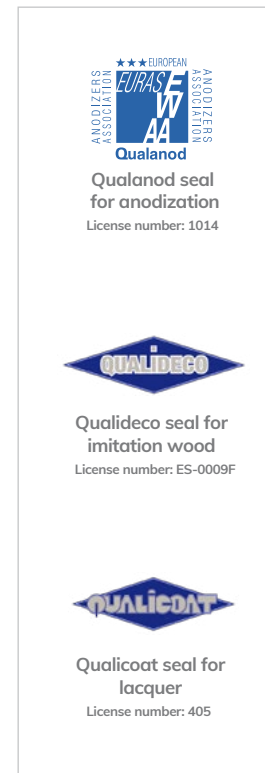 ★★★EUROPEAN
ANODIZERS
ASSOCIATION
EURAS
EWAA
ASSOCIATION
ANODIZERS
Qualanod
Qualanod seal
for anodization
License number: 1014
QUALIDECO
Qualideco seal for
imitation wood
License number: ES-0009F
QUALICOAT
Qualicoat seal for
lacquer
License number: 405